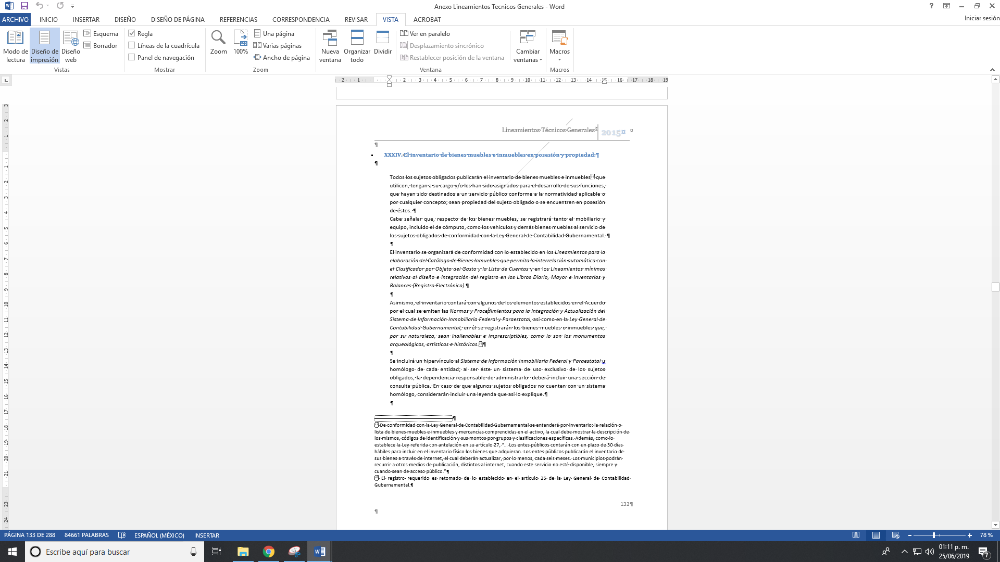 Anexo Lineamientos Tecnicos Generales - Word
ARCHIVO INICIO INSERTAR DISEÑO DISEÑO DE PÁGINA REFERENCIAS CORRESPONDENCIA REVISAR VISTA ACROBAT
Iniciar sesión
Modo de lectura
Diseño de impresión
Diseño web
Esquema
Borrador
Vistas
Regla
Líneas de la cuadrícula
Panel de navegación
Mostrar
Zoom
100%
Una página
Varias páginas
Ancho de página
Zoom
Nueva ventana
Organizar todo
Dividir
Ver en paralelo
Desplazamiento sincrónico
Restablecer posición de la ventana
Ventana
Cambiar ventanas
Macros
Macros
2 1 2 3 4 5 6 7 8 9 10 11 12 13 14 15 16 17 18 19
Lineamientos Técnicos Generales 2015
XXXIV. El inventario de bienes muebles e inmuebles en posesión y propiedad;
Todos los sujetos obligados publicarán el inventario de bienes muebles e inmuebles que
utilicen, tengan a su cargo y/o les han sido asignados para el desarrollo de sus funciones,
que hayan sido destinados a un servicio público conforme a la normatividad aplicable o
por cualquier concepto; sean propiedad del sujeto obligado o se encuentren en posesión
de éstos.
Cabe señalar que, respecto de los bienes muebles, se registrará tanto el mobiliario y
equipo, incluido el de cómputo, como los vehículos y demás bienes muebles al servicio de
los sujetos obligados de conformidad con la Ley General de Contabilidad Gubernamental.
El inventario se organizará de conformidad con lo establecido en los Lineamientos para la
elaboración del Catálogo de Bienes Inmuebles que permita la interrelación automática con
el Clasificador por Objeto del Gasto y la Lista de Cuentas y en los Lineamientos mínimos
relativos al diseño e integración del registro en los Libros Diario, Mayor e Inventarios y
Balances (Registro Electrónico).
Asimismo, el inventario contará con algunos de los elementos establecidos en el Acuerdo
por el cual se emiten las Normas y Procedimientos para la Integración y Actualización del
Sistema de Información Inmobiliaria Federal y Paraestatal, así como en la Ley General de
Contabilidad Gubernamental; en él se registrarán los bienes muebles o inmuebles que,
por su naturaleza, sean inalienables e imprescriptibles, como lo son los monumentos
arqueológicos, artísticos e históricos.
Se incluirá un hipervínculo al Sistema de Información Inmobiliaria Federal y Paraestatal u
homólogo de cada entidad; al ser éste un sistema de uso exclusivo de los sujetos
obligados, la dependencia responsable de administrarlo deberá incluir una sección de
consulta pública. En caso de que algunos sujetos obligados no cuenten con un sistema
homólogo, considerarán incluir una leyenda que así lo explique.
De conformidad con la Ley General de Contabilidad Gubernamental se entenderá por inventario: la relación o
lista de bienes muebles e inmuebles y mercancías comprendidas en el activo, la cual debe mostrar la descripción de
los mismos, códigos de identificación y sus montos por grupos y clasificaciones específicas. Además, como lo
establece la Ley referida con antelación en su artículo 27, "… Los entes públicos contarán con un plazo de 30 días
hábiles para incluir en el inventario físico los bienes que adquieran. Los entes públicos publicarán el inventario de
sus bienes a través de internet, el cual deberán actualizar, por lo menos, cada seis meses. Los municipios podrán
recurrir a otros medios de publicación, distintos al internet, cuando este servicio no esté disponible, siempre y
cuando sean de acceso público."
El registro requerido es retomado de lo establecido en el artículo 25 de la Ley General de Contabilidad
Gubernamental.
132
PÁGINA 133 DE 288 84661 PALABRAS ESPAÑOL (MÉXICO) INSERTAR
78 %
Escribe aquí para buscar
01:11 p. m.
25/06/2019
7